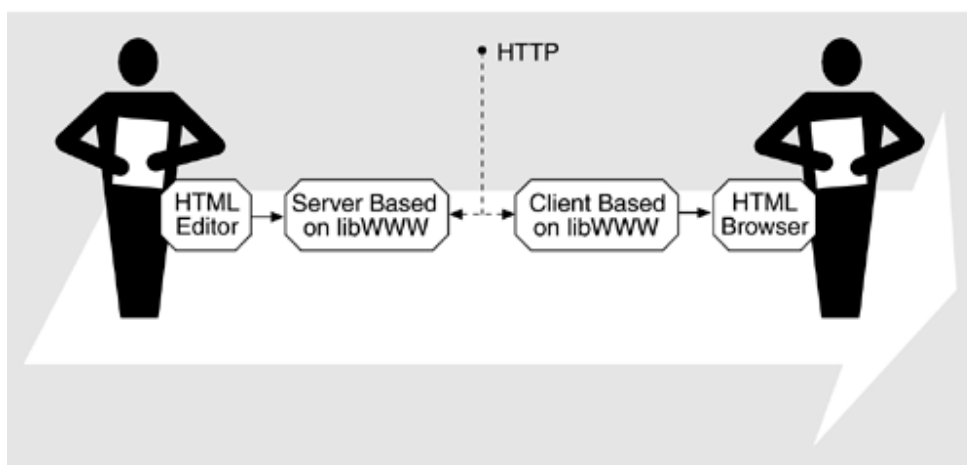 HTTP
HTML
Editor
Server Based
on libWWW
Client Based
on libWWW
HTML
Browser